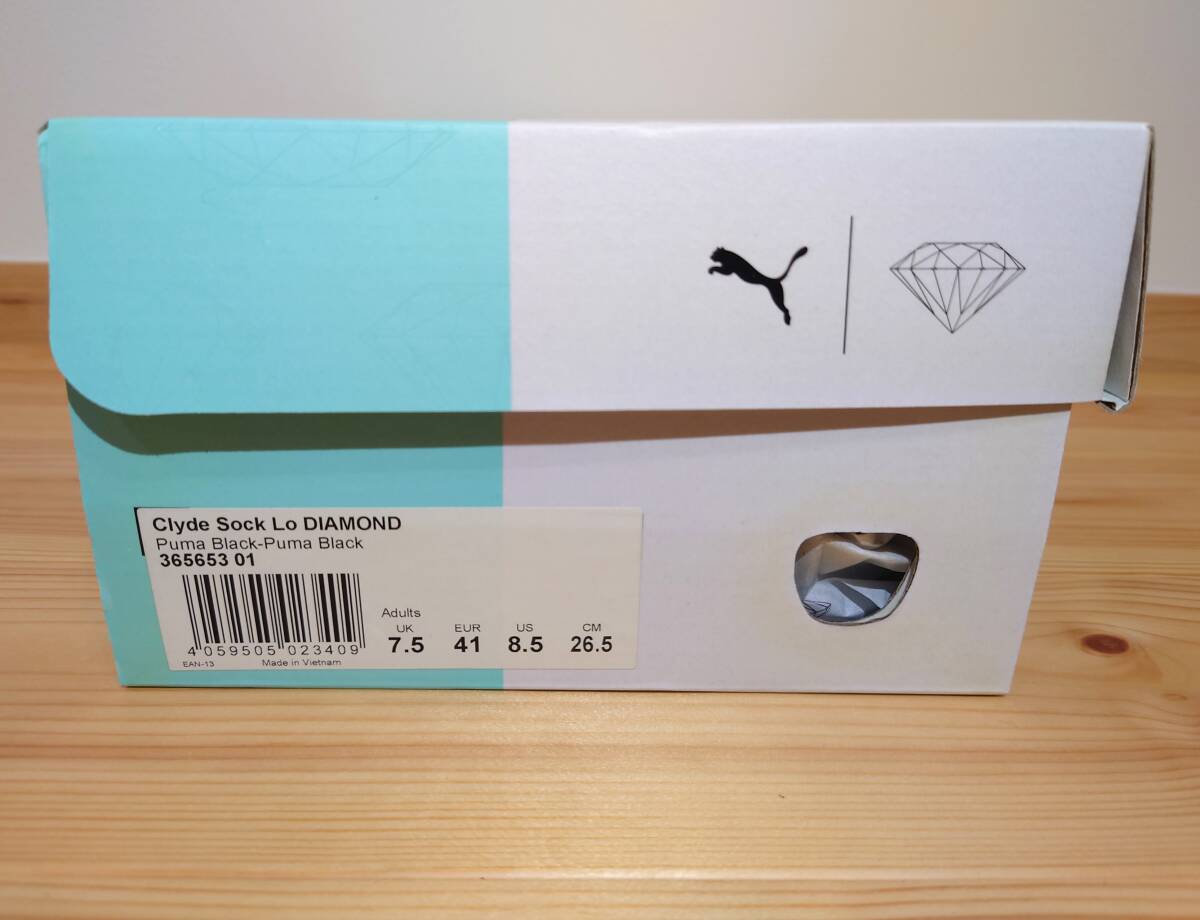 Clyde Sock Lo DIAMOND
Puma Black-Puma Black
365653 01
Adults
UK EUR US CM
7.5 41 8.5 26.5
4 059505 023409
EAN-13 Made in Vietnam